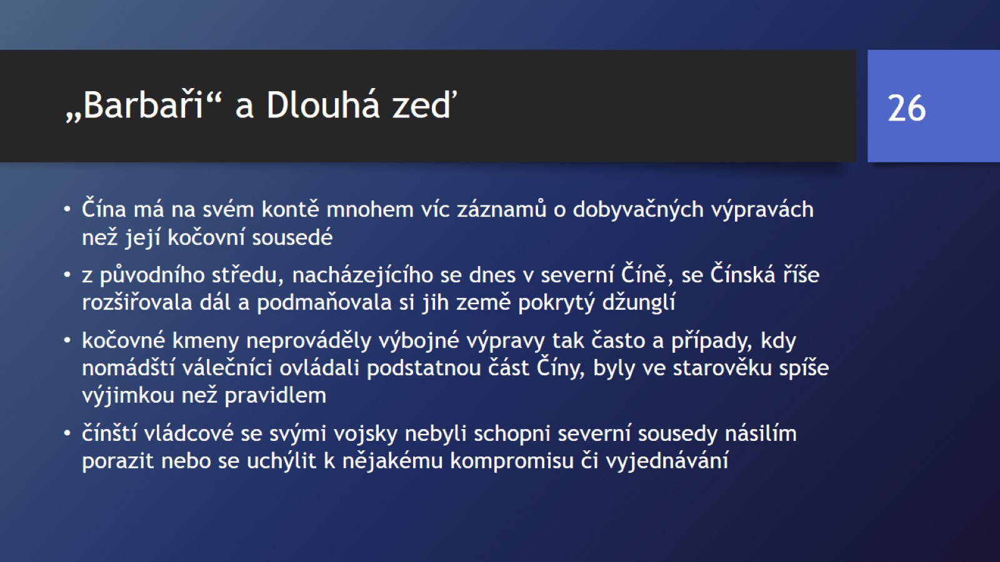 „Barbaři“ a Dlouhá zeď
26
• Čína má na svém kontě mnohem víc záznamů o dobyvačných výpravách
než její kočovní sousedé
• z původního středu, nacházejícího se dnes v severní Číně, se Čínská říše
rozšiřovala dál a podmaňovala si jih země pokrytý džunglí
• kočovné kmeny neprováděly výbojné výpravy tak často a případy, kdy
nomádští válečníci ovládali podstatnou část Číny, byly ve starověku spíše
výjimkou než pravidlem
• čínští vládcové se svými vojsky nebyli schopni severní sousedy násilím
porazit nebo se uchýlit k nějakému kompromisu či vyjednávání